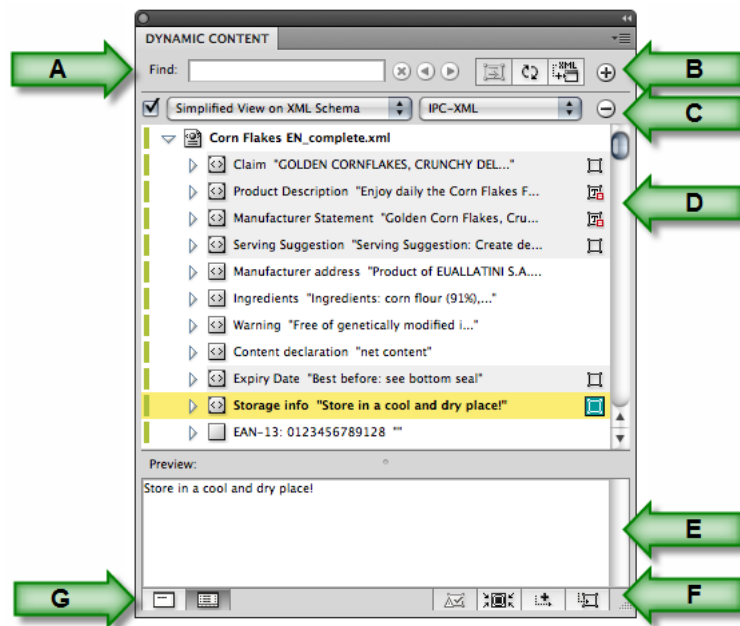 DYNAMIC CONTENT
A
Find:
XML
B
Simplified View on XML Schema
IPC-XML
C
Corn Flakes EN_complete.xml
Claim "GOLDEN CORNFLAKES, CRUNCHY DEL..."
Product Description "Enjoy daily the Corn Flakes F...
D
Manufacturer Statement "Golden Corn Flakes, Cru...
Serving Suggestion "Serving Suggestion: Create de...
Manufacturer address "Product of EUALLATINI S.A....
Ingredients "Ingredients: corn flour (91%),..."
Warning "Free of genetically modified i..."
Content declaration "net content"
Expiry Date "Best before: see bottom seal"
Storage info "Store in a cool and dry place!"
EAN-13: 0123456789128 ""
Preview:
Store in a cool and dry place!
E
G
F